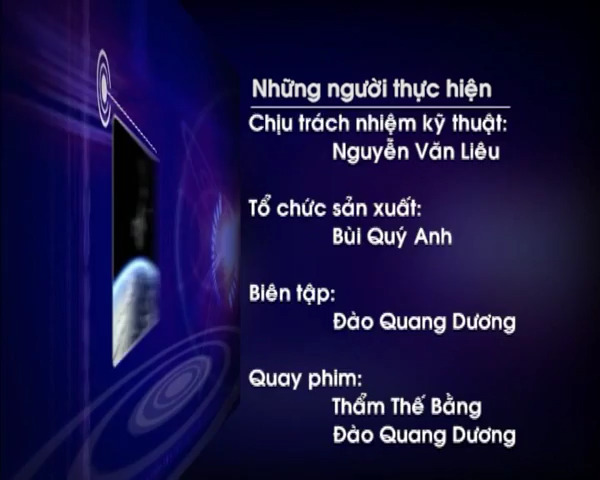 Những người thực hiện
Chịu trách nhiệm kỹ thuật:
Nguyễn Văn Liêu
Tổ chức sản xuất:
Bùi Quý Anh
Biên tập:
Đào Quang Dương
Quay phim:
Thẩm Thế Bằng
Đào Quang Dương